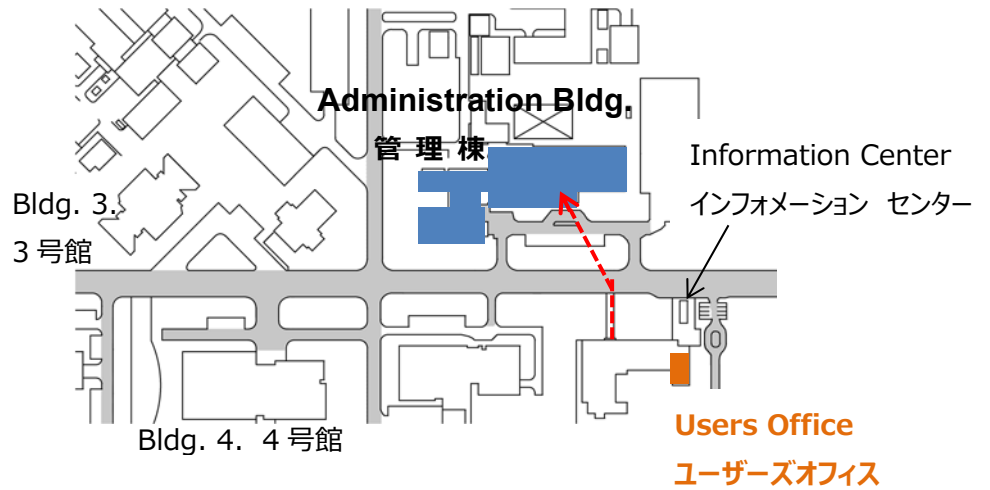 Administration Bldg.
管 理 棟
Information Center
インフォメーション センター
Bldg. 3.
3 号館
Bldg. 4. 4 号館
Users Office
ユーザーズオフィス